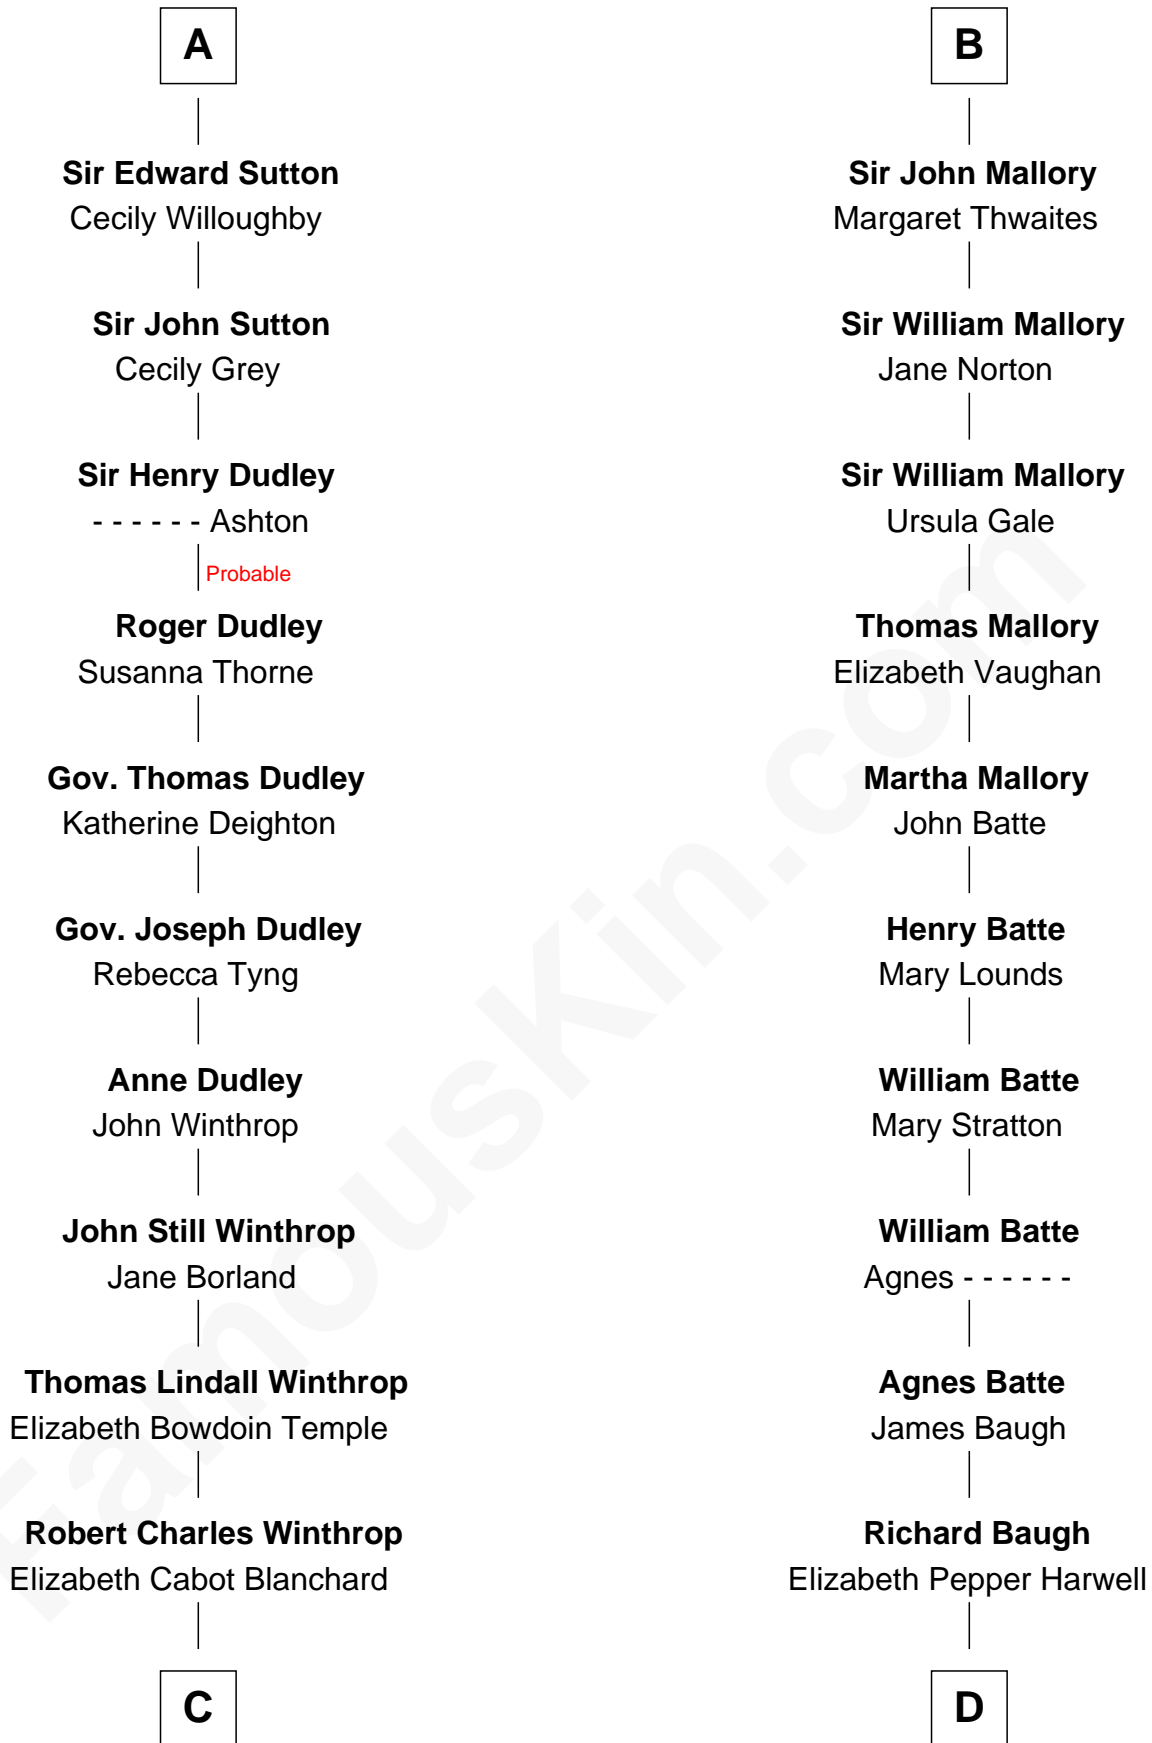 A
Sir Edward Sutton
Cecily Willoughby
Sir John Sutton
Cecily Grey
Sir Henry Dudley
- - - - - - Ashton
Probable
Roger Dudley
Susanna Thorne
Gov. Thomas Dudley
Katherine Deighton
Gov. Joseph Dudley
Rebecca Tyng
Anne Dudley
John Winthrop
John Still Winthrop
Jane Borland
Thomas Lindall Winthrop
Elizabeth Bowdoin Temple
Robert Charles Winthrop
Elizabeth Cabot Blanchard
C
B
Sir John Mallory
Margaret Thwaites
Sir William Mallory
Jane Norton
Sir William Mallory
Ursula Gale
Thomas Mallory
Elizabeth Vaughan
Martha Mallory
John Batte
Henry Batte
Mary Lounds
William Batte
Mary Stratton
William Batte
Agnes - - - - - -
Agnes Batte
James Baugh
Richard Baugh
Elizabeth Pepper Harwell
D
FamousKin.com